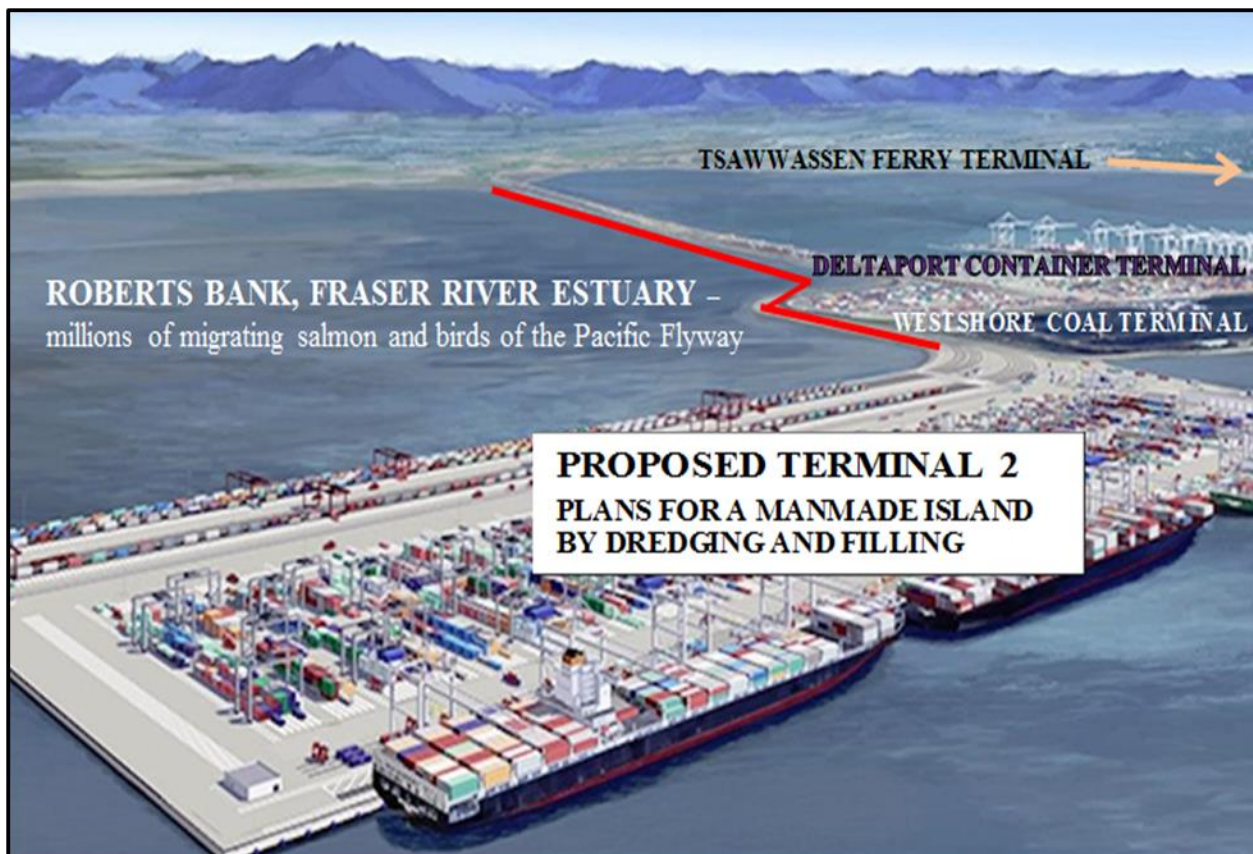 TSAWWASSEN FERRY TERMINAL
DELTAPORT CONTAINER TERMINAL
ROBERTS BANK, FRASER RIVER ESTUARY –
millions of migrating salmon and birds of the Pacific Flyway
WESTSHORE COAL TERMINAL
PROPOSED TERMINAL 2
PLANS FOR A MANMADE ISLAND
BY DREDGING AND FILLING